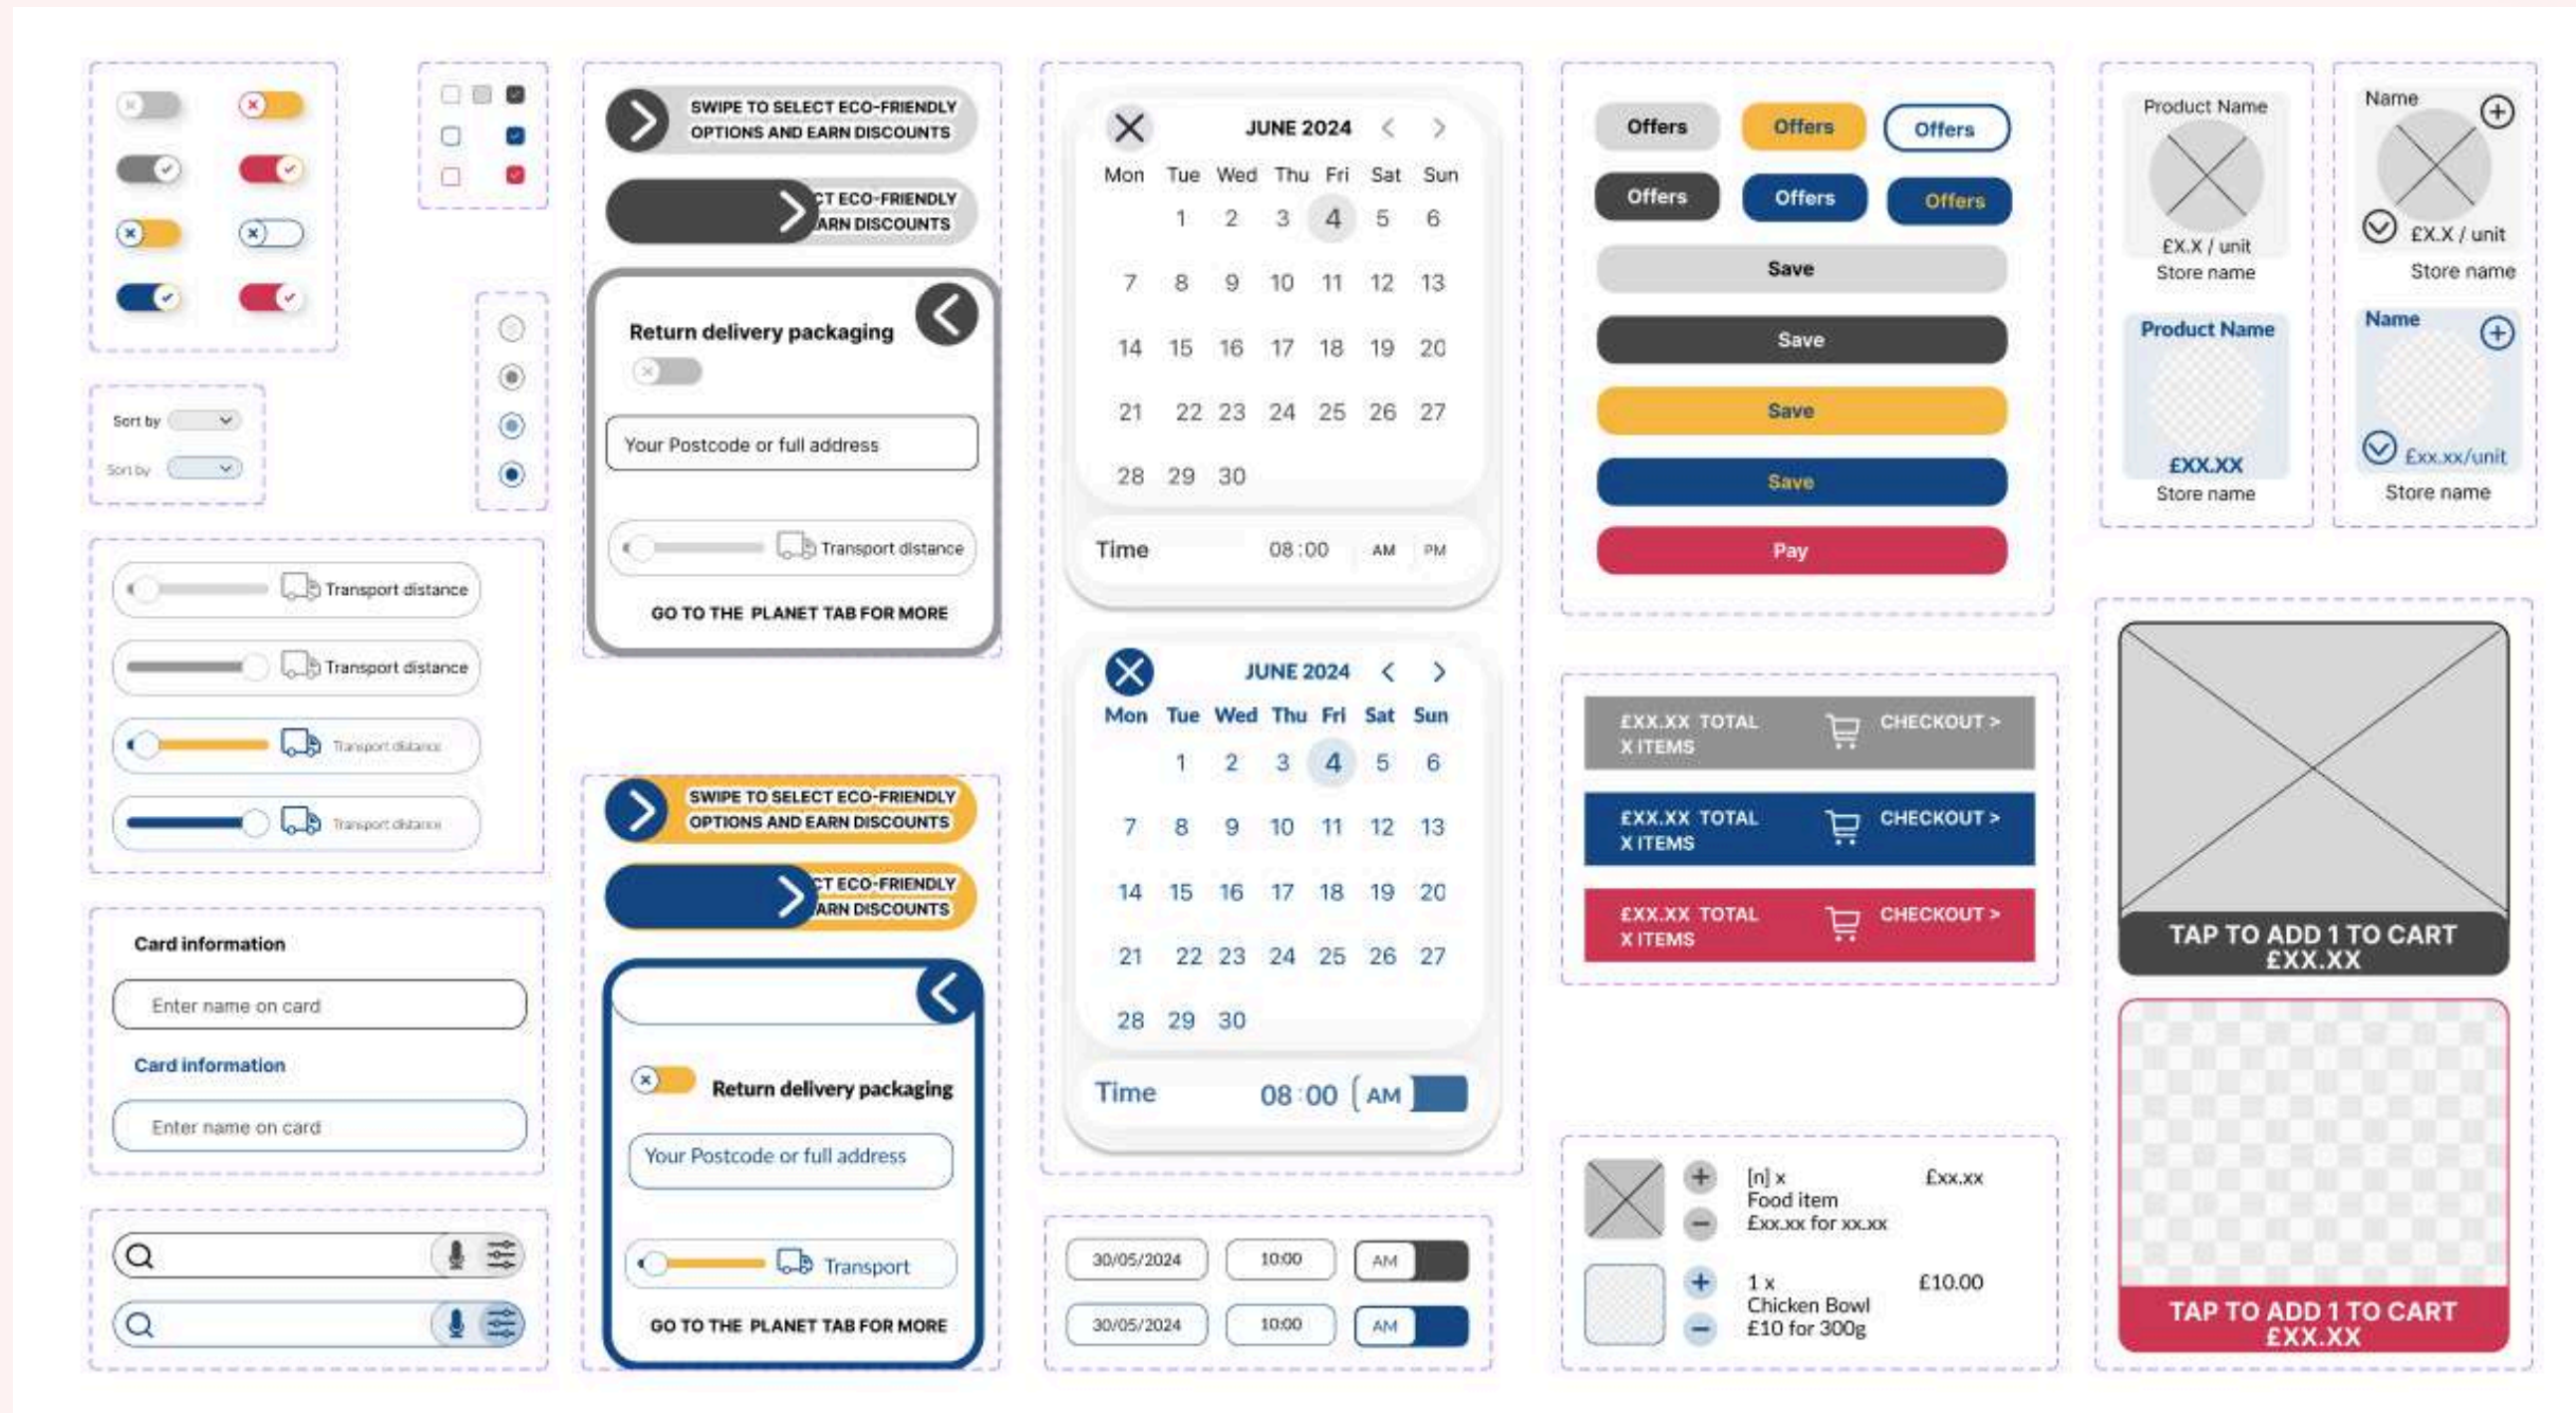 Sort by
Sort by
Transport distance
Transport distance
Transport distance
Transport distance
Card information
Enter name on card
Card information
Enter name on card
SWIPE TO SELECT ECO-FRIENDLY
OPTIONS AND EARN DISCOUNTS
CT ECO-FRIENDLY
ARN DISCOUNTS
Return delivery packaging
Your Postcode or full address
Transport distance
GO TO THE PLANET TAB FOR MORE
SWIPE TO SELECT ECO-FRIENDLY
OPTIONS AND EARN DISCOUNTS
CT ECO-FRIENDLY
ARN DISCOUNTS
Return delivery packaging
Your Postcode or full address
Transport
GO TO THE PLANET TAB FOR MORE
JUNE 2024 < >
Mon Tue Wed Thu Fri Sat Sun
1 2 3 4 5 6
7 8 9 10 11 12 13
14 15 16 17 18 19 20
21 22 23 24 25 26 27
28 29 30
Time 08:00 AM PM
JUNE 2024 < >
Mon Tue Wed Thu Fri Sat Sun
1 2 3 4 5 6
7 8 9 10 11 12 13
14 15 16 17 18 19 20
21 22 23 24 25 26 27
28 29 30
Time 08:00 AM
30/05/2024 10:00 AM
30/05/2024 10:00 AM
Offers Offers Offers
Offers Offers Offers
Save
Save
Save
Save
Pay
£XX.XX TOTAL CHECKOUT >
X ITEMS
£XX.XX TOTAL CHECKOUT >
X ITEMS
£XX.XX TOTAL CHECKOUT >
X ITEMS
[n] x £xx.xx
Food item
£xx.xx for xx.xx
1 x £10.00
Chicken Bowl
£10 for 300g
Product Name
£X.X / unit
Store name
Product Name
£XX.XX
Store name
Name
£X.X / unit
Store name
Name
£xx.xx/unit
Store name
TAP TO ADD 1 TO CART
£XX.XX
TAP TO ADD 1 TO CART
£XX.XX